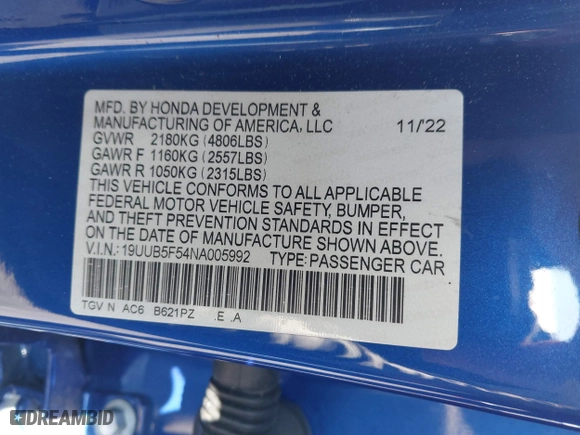 MFD. BY HONDA DEVELOPMENT &
MANUFACTURING OF AMERICA, LLC 11/'22
GVWR 2180KG (4806LBS)
GAWR F 1160KG (2557LBS)
GAWR R 1050KG (2315LBS)
THIS VEHICLE CONFORMS TO ALL APPLICABLE
FEDERAL MOTOR VEHICLE SAFETY, BUMPER,
AND THEFT PREVENTION STANDARDS IN EFFECT
ON THE DATE OF MANUFACTURE SHOWN ABOVE.
V.I.N.: 19UUB5F54NA005992 TYPE: PASSENGER CAR
TGV N AC6 B621PZ .E .A
DREAMBID